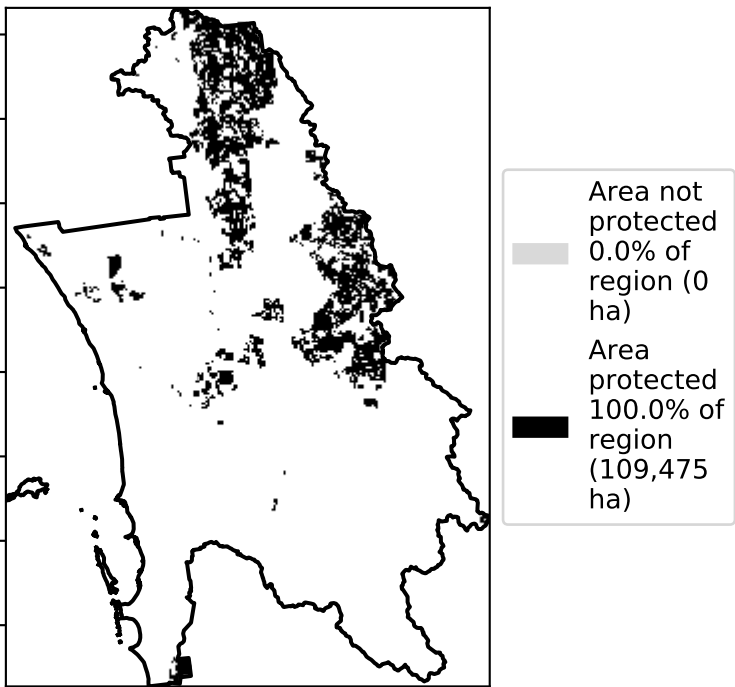 Area not
protected
0.0% of
region (0
ha)
Area
protected
100.0% of
region
(109,475
ha)